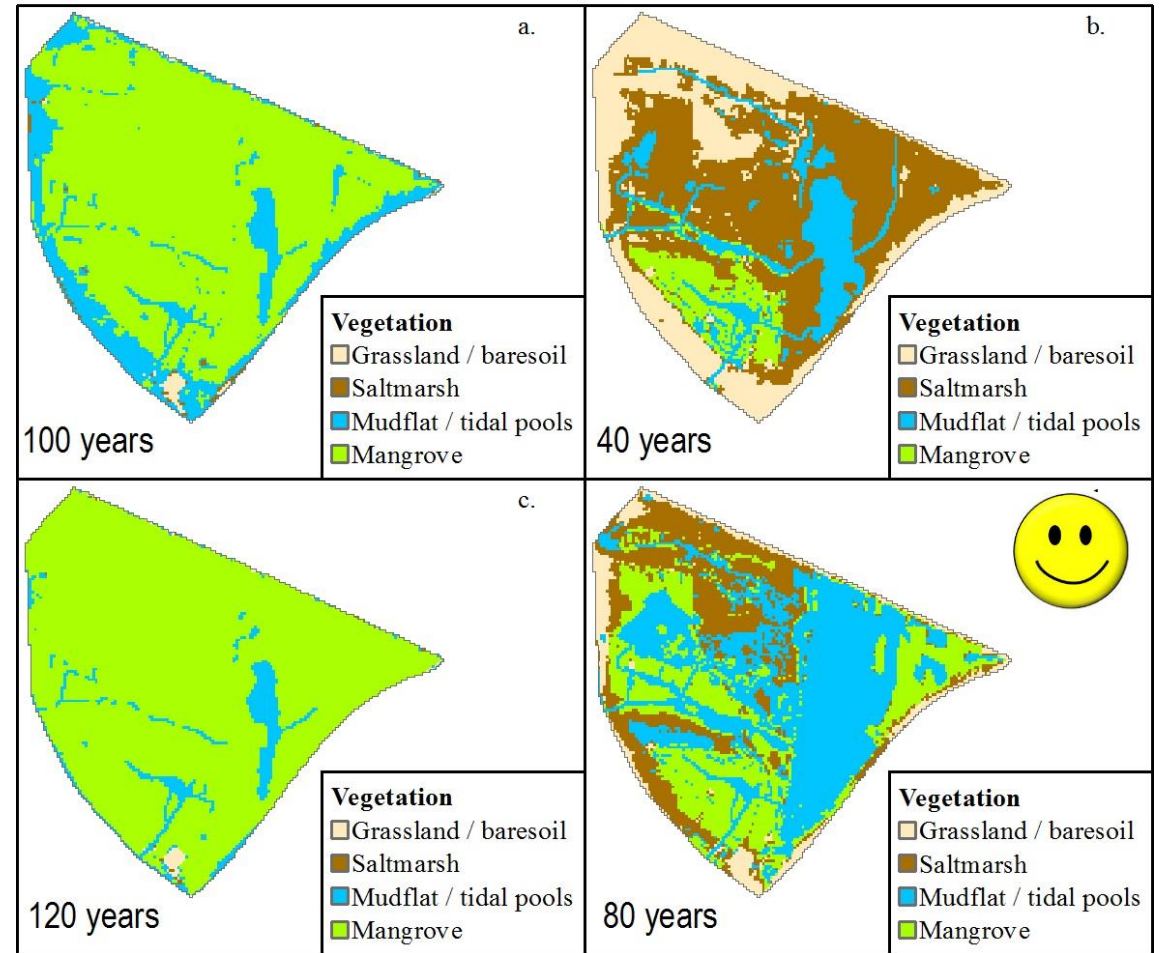 a.
Vegetation
Grassland / baresoil
Saltmarsh
Mudflat / tidal pools
Mangrove
100 years
b.
Vegetation
Grassland / baresoil
Saltmarsh
Mudflat / tidal pools
Mangrove
40 years
c.
Vegetation
Grassland / baresoil
Saltmarsh
Mudflat / tidal pools
Mangrove
120 years
Vegetation
Grassland / baresoil
Saltmarsh
Mudflat / tidal pools
Mangrove
80 years